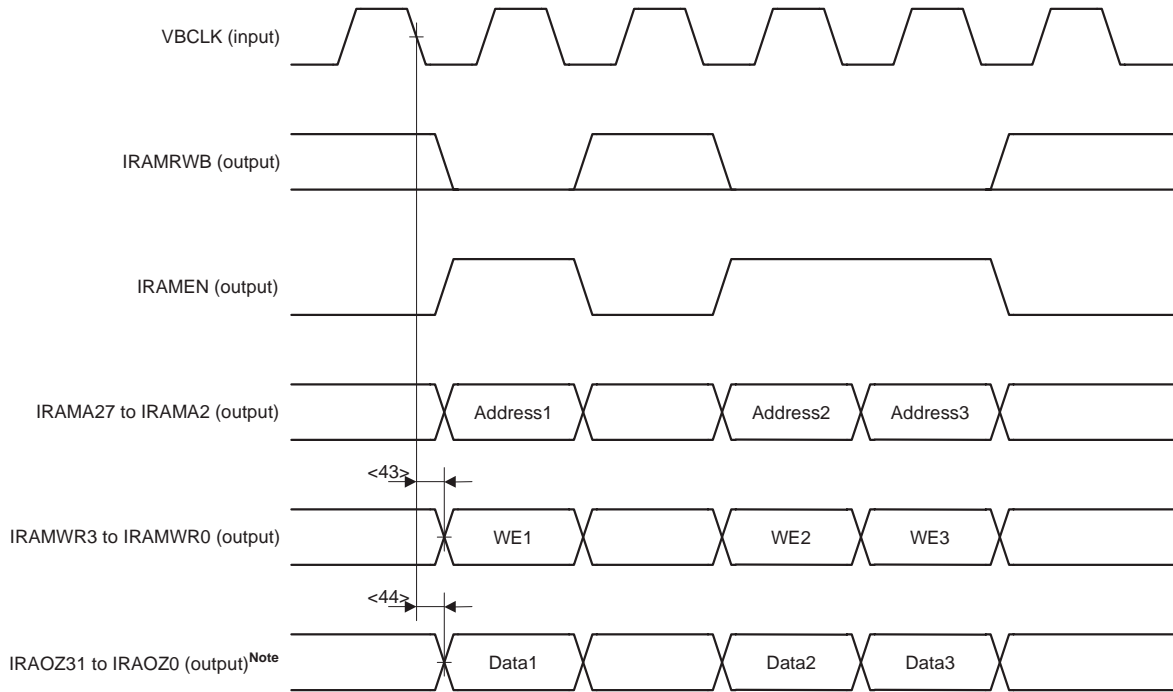 VBCLK (input)
IRAMRWB (output)
IRAMEN (output)
IRAMA27 to IRAMA2 (output)
Address1
Address2
Address3
<43>
IRAMWR3 to IRAMWR0 (output)
WE1
WE2
WE3
<44>
IRAOZ31 to IRAOZ0 (output)Note
Data1
Data2
Data3